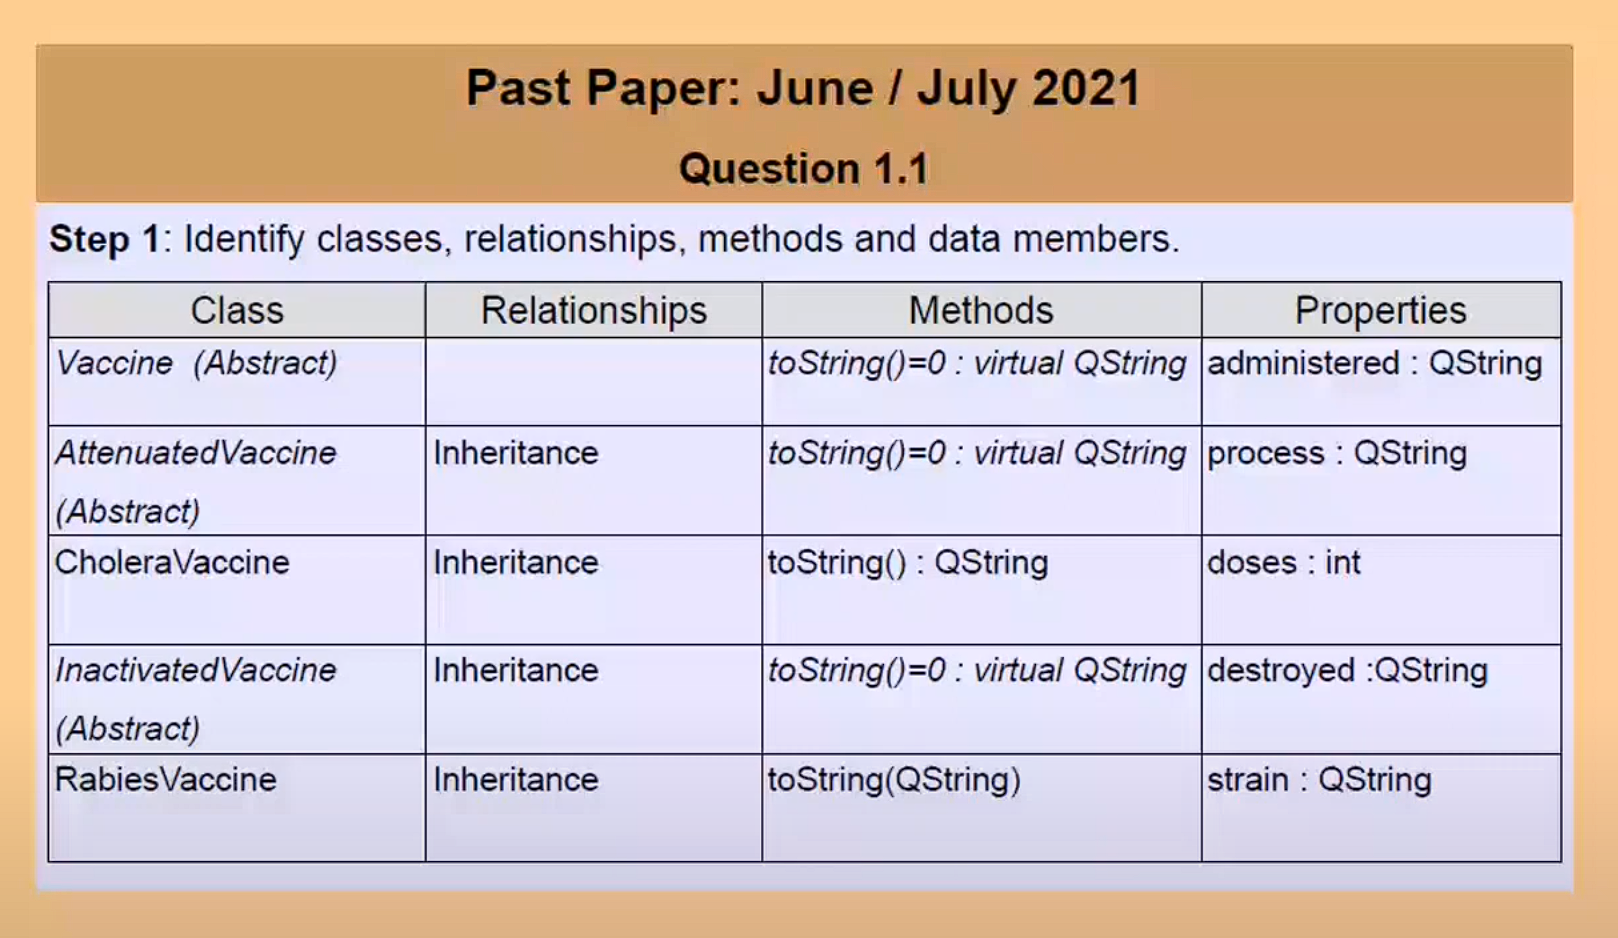 Past Paper: June / July 2021
Question 1.1
Step 1: Identify classes, relationships, methods and data members.
Class Relationships Methods Properties
Vaccine (Abstract) toString()=0 : virtual QString administered : QString
AttenuatedVaccine Inheritance toString()=0 : virtual QString process : QString
(Abstract)
CholeraVaccine Inheritance toString() : QString doses : int
InactivatedVaccine Inheritance toString()=0 : virtual QString destroyed :QString
(Abstract)
RabiesVaccine Inheritance toString(QString) strain : QString